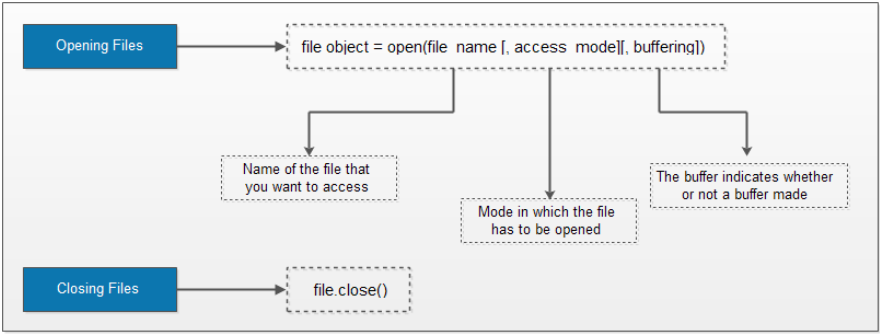 Opening Files
file object = open(file_name [, access_mode][, buffering])
Name of the file that
you want to access
Mode in which the file
has to be opened
The buffer indicates whether
or not a buffer made
Closing Files
file.close()